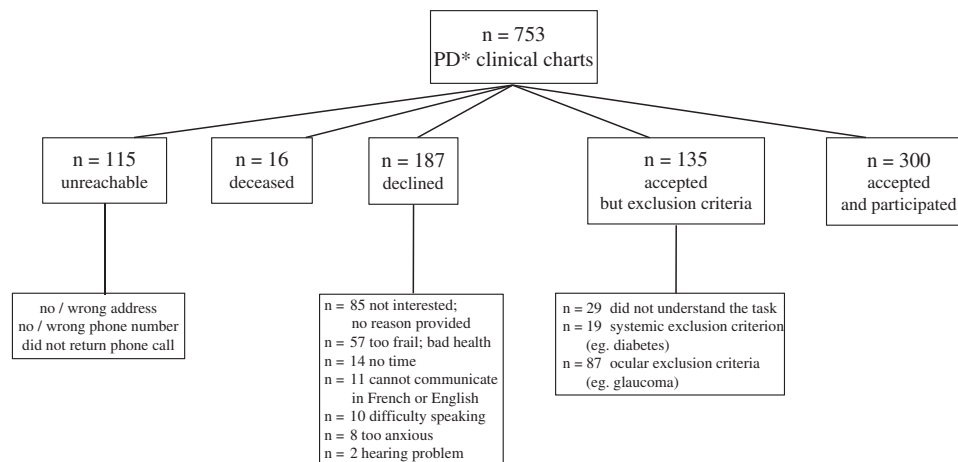 n = 753
PD* clinical charts
n = 115
unreachable
n = 16
deceased
n = 187
declined
n = 135
accepted
but exclusion criteria
n = 300
accepted
and participated
no / wrong address
no / wrong phone number
did not return phone call
n = 85 not interested;
no reason provided
n = 57 too frail; bad health
n = 14 no time
n = 11 cannot communicate
in French or English
n = 10 difficulty speaking
n = 8 too anxious
n = 2 hearing problem
n = 29 did not understand the task
n = 19 systemic exclusion criterion
(eg. diabetes)
n = 87 ocular exclusion criteria
(eg. glaucoma)